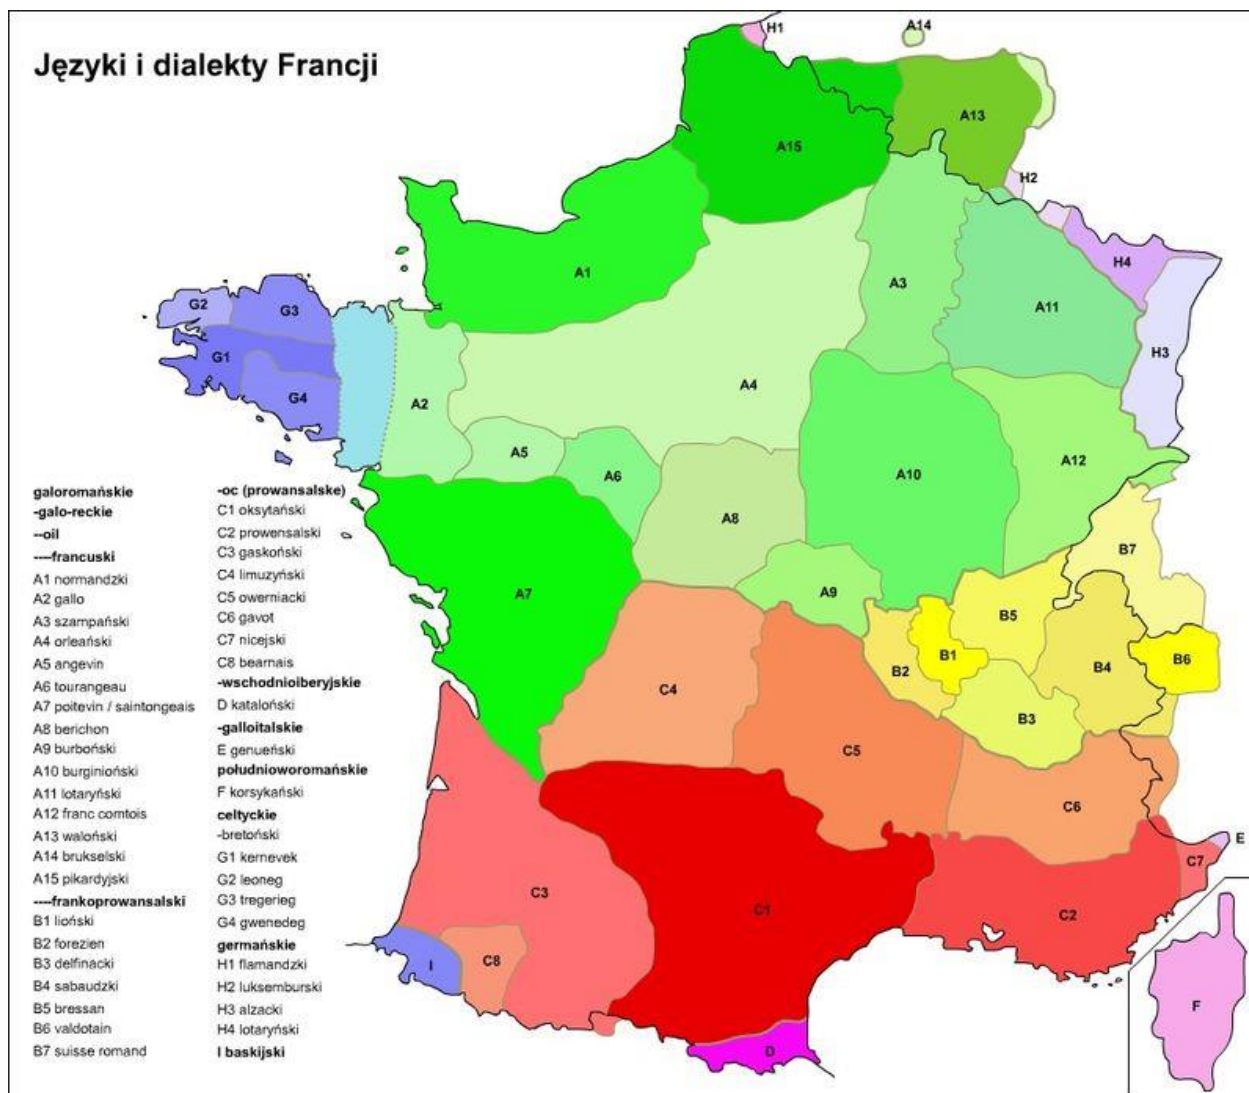 Języki i dialekty Francji
H1
A14
A13
A15
H2
H4
A1
A3
A11
G2
G3
H3
G1
A4
G4
A2
A5
A12
A6
A10
A8
B7
A7
A9
B5
B1
B6
B2
B4
C4
B3
C5
C6
E
C7
C3
C1
C2
C8
I
F
D
galoromańskie
-galo-reckie
--oil
----francuski
A1 normandzki
A2 gallo
A3 szampański
A4 orleański
A5 angevin
A6 tourangeau
A7 poitevin / saintongeais
A8 berichon
A9 burboński
A10 burginioński
A11 lotaryński
A12 franc comtois
A13 waloński
A14 brukselski
A15 pikardyjski
----frankoprowansalski
B1 lioński
B2 forezien
B3 delfinacki
B4 sabaudzki
B5 bressan
B6 valdotain
B7 suisse romand
-oc (prowansalske)
C1 oksytański
C2 prowensalski
C3 gaskoński
C4 limuzyński
C5 owerniacki
C6 gavot
C7 nicejski
C8 bearnais
-wschodnioiberyjskie
D kataloński
-galloitalskie
E genueński
południoworomańskie
F korsykański
celtyckie
-bretoński
G1 kernevek
G2 leoneg
G3 tregerieg
G4 gwenedeg
germańskie
H1 flamandzki
H2 luksemburski
H3 alzacki
H4 lotaryński
I baskijski